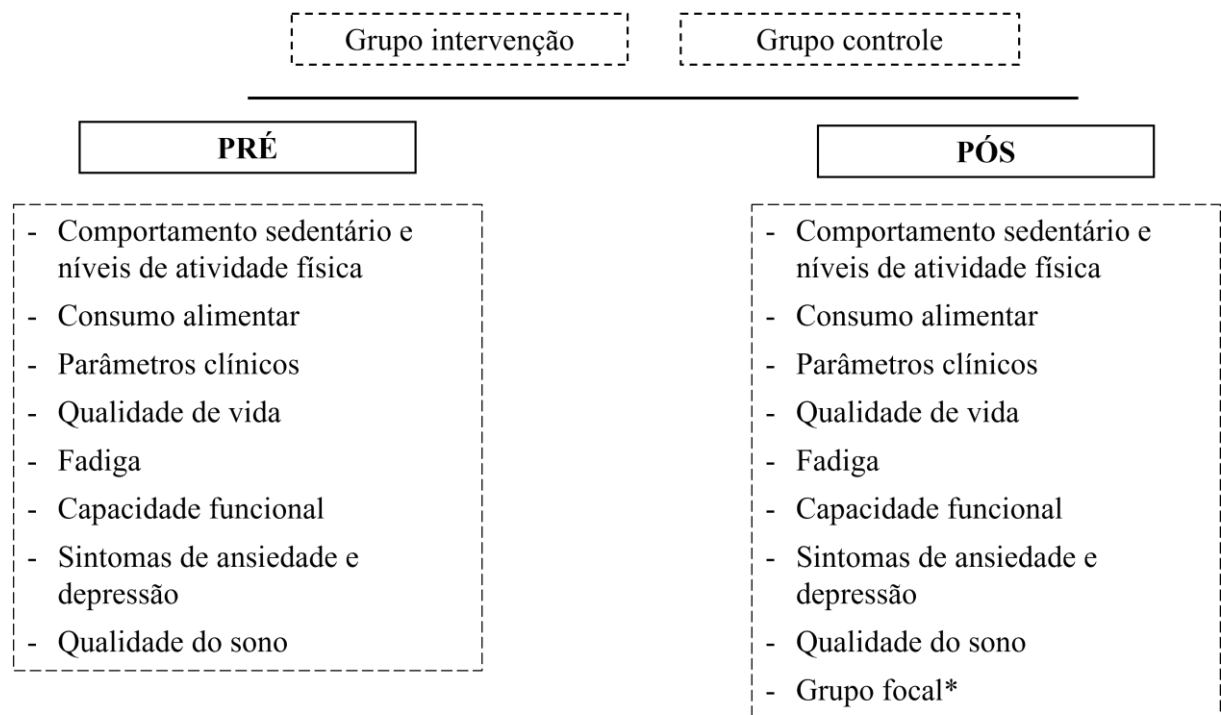 Grupo intervenção
Grupo controle
PRÉ
- Comportamento sedentário e
níveis de atividade física
- Consumo alimentar
- Parâmetros clínicos
- Qualidade de vida
- Fadiga
- Capacidade funcional
- Sintomas de ansiedade e
depressão
- Qualidade do sono
PÓS
- Comportamento sedentário e
níveis de atividade física
- Consumo alimentar
- Parâmetros clínicos
- Qualidade de vida
- Fadiga
- Capacidade funcional
- Sintomas de ansiedade e
depressão
- Qualidade do sono
- Grupo focal*